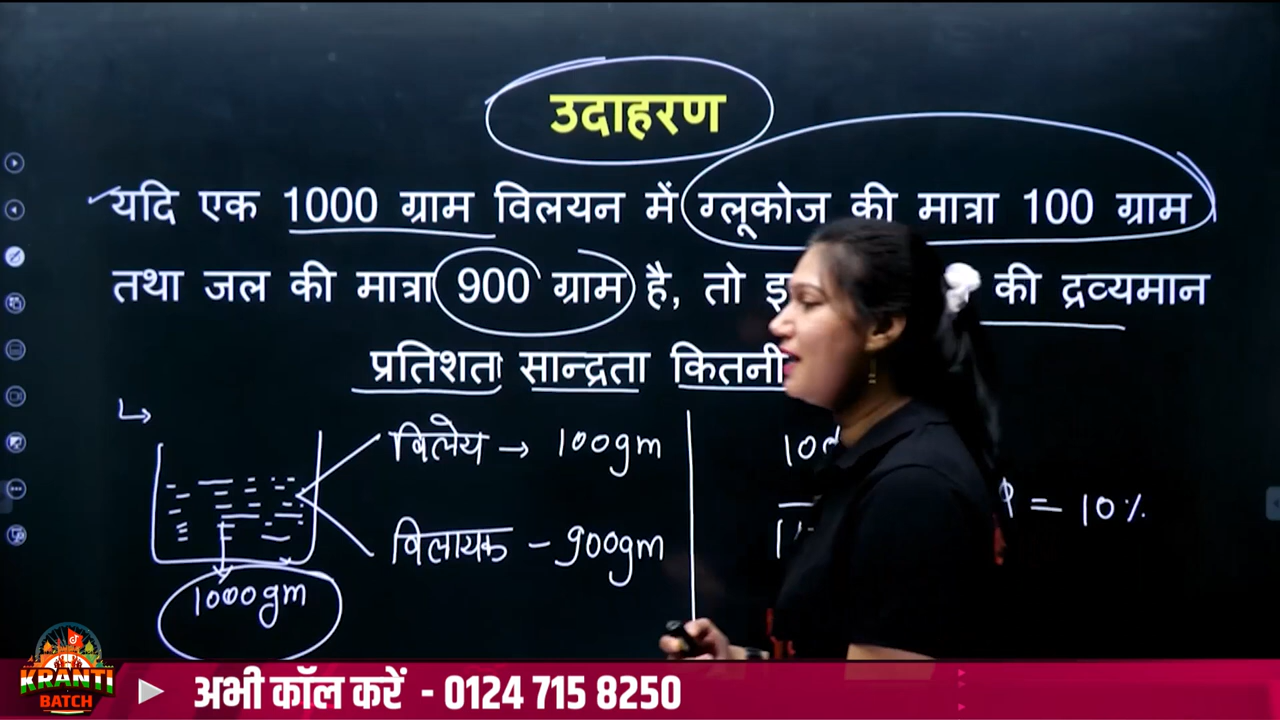 उदाहरण
यदि एक 1000 ग्राम विलयन में ग्लूकोज की मात्रा 100 ग्राम
तथा जल की मात्रा 900 ग्राम है, तो की द्रव्यमान
प्रतिशता सान्द्रता कितनी
विलेय → 100gm
विलायक - 900gm
1000gm
= 10%
KRANTI
BATCH
अभी कॉल करें - 0124 715 8250